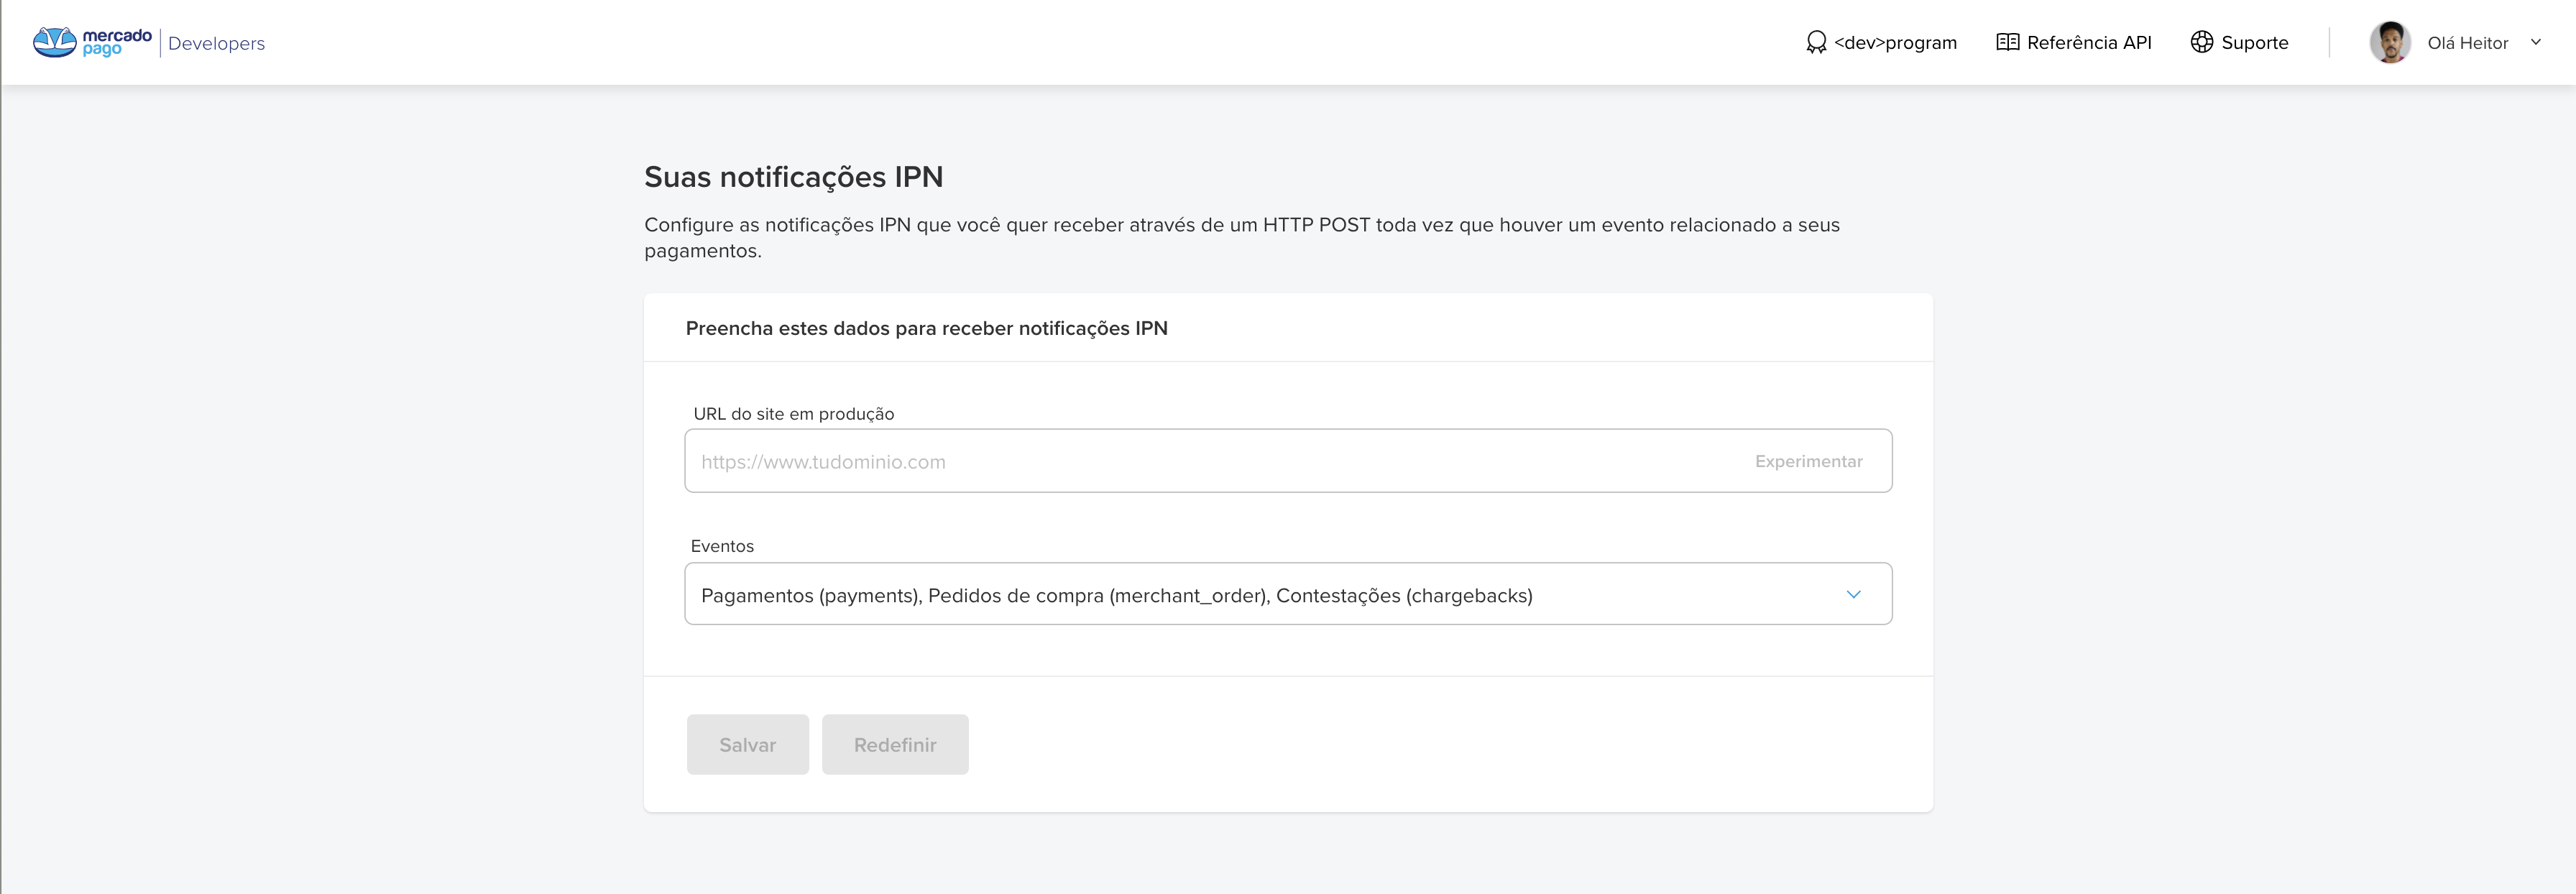 mercado
pago
Developers
<dev>program
Referência API
Suporte
Olá Heitor
Suas notificações IPN
Configure as notificações IPN que você quer receber através de um HTTP POST toda vez que houver um evento relacionado a seus
pagamentos.
Preencha estes dados para receber notificações IPN
URL do site em produção
https://www.tudominio.com
Experimentar
Eventos
Pagamentos (payments), Pedidos de compra (merchant_order), Contestações (chargebacks)
Salvar
Redefinir